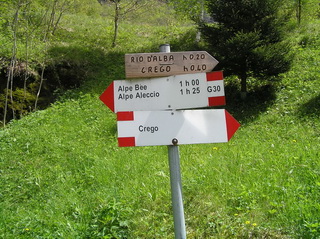 RIO D'ALBA h 0.20
CREGO h 0.40
Alpe Bee 1 h 00
Alpe Aleccio 1 h 25 G30
Crego